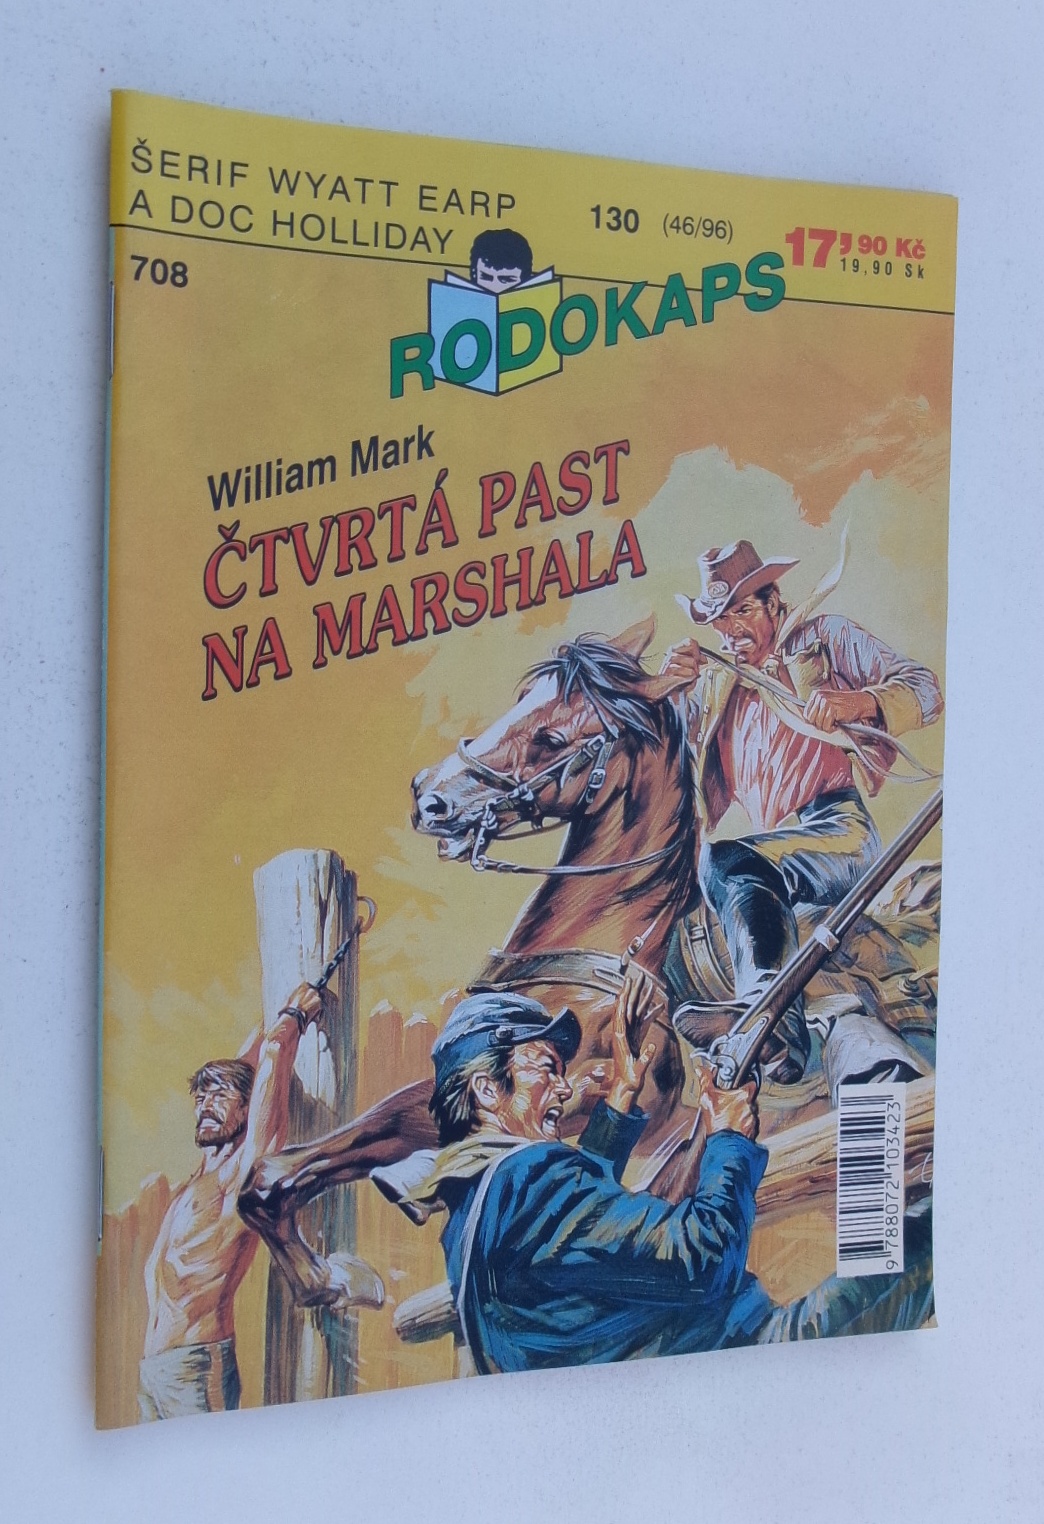 ŠERIF WYATT EARP
A DOC HOLLIDAY
130 (46/96)
17,90 Kč
19,90 Sk
708
RODOKAPS
William Mark
ČTVRTÁ PAST
NA MARSHALA
9 788072 103423